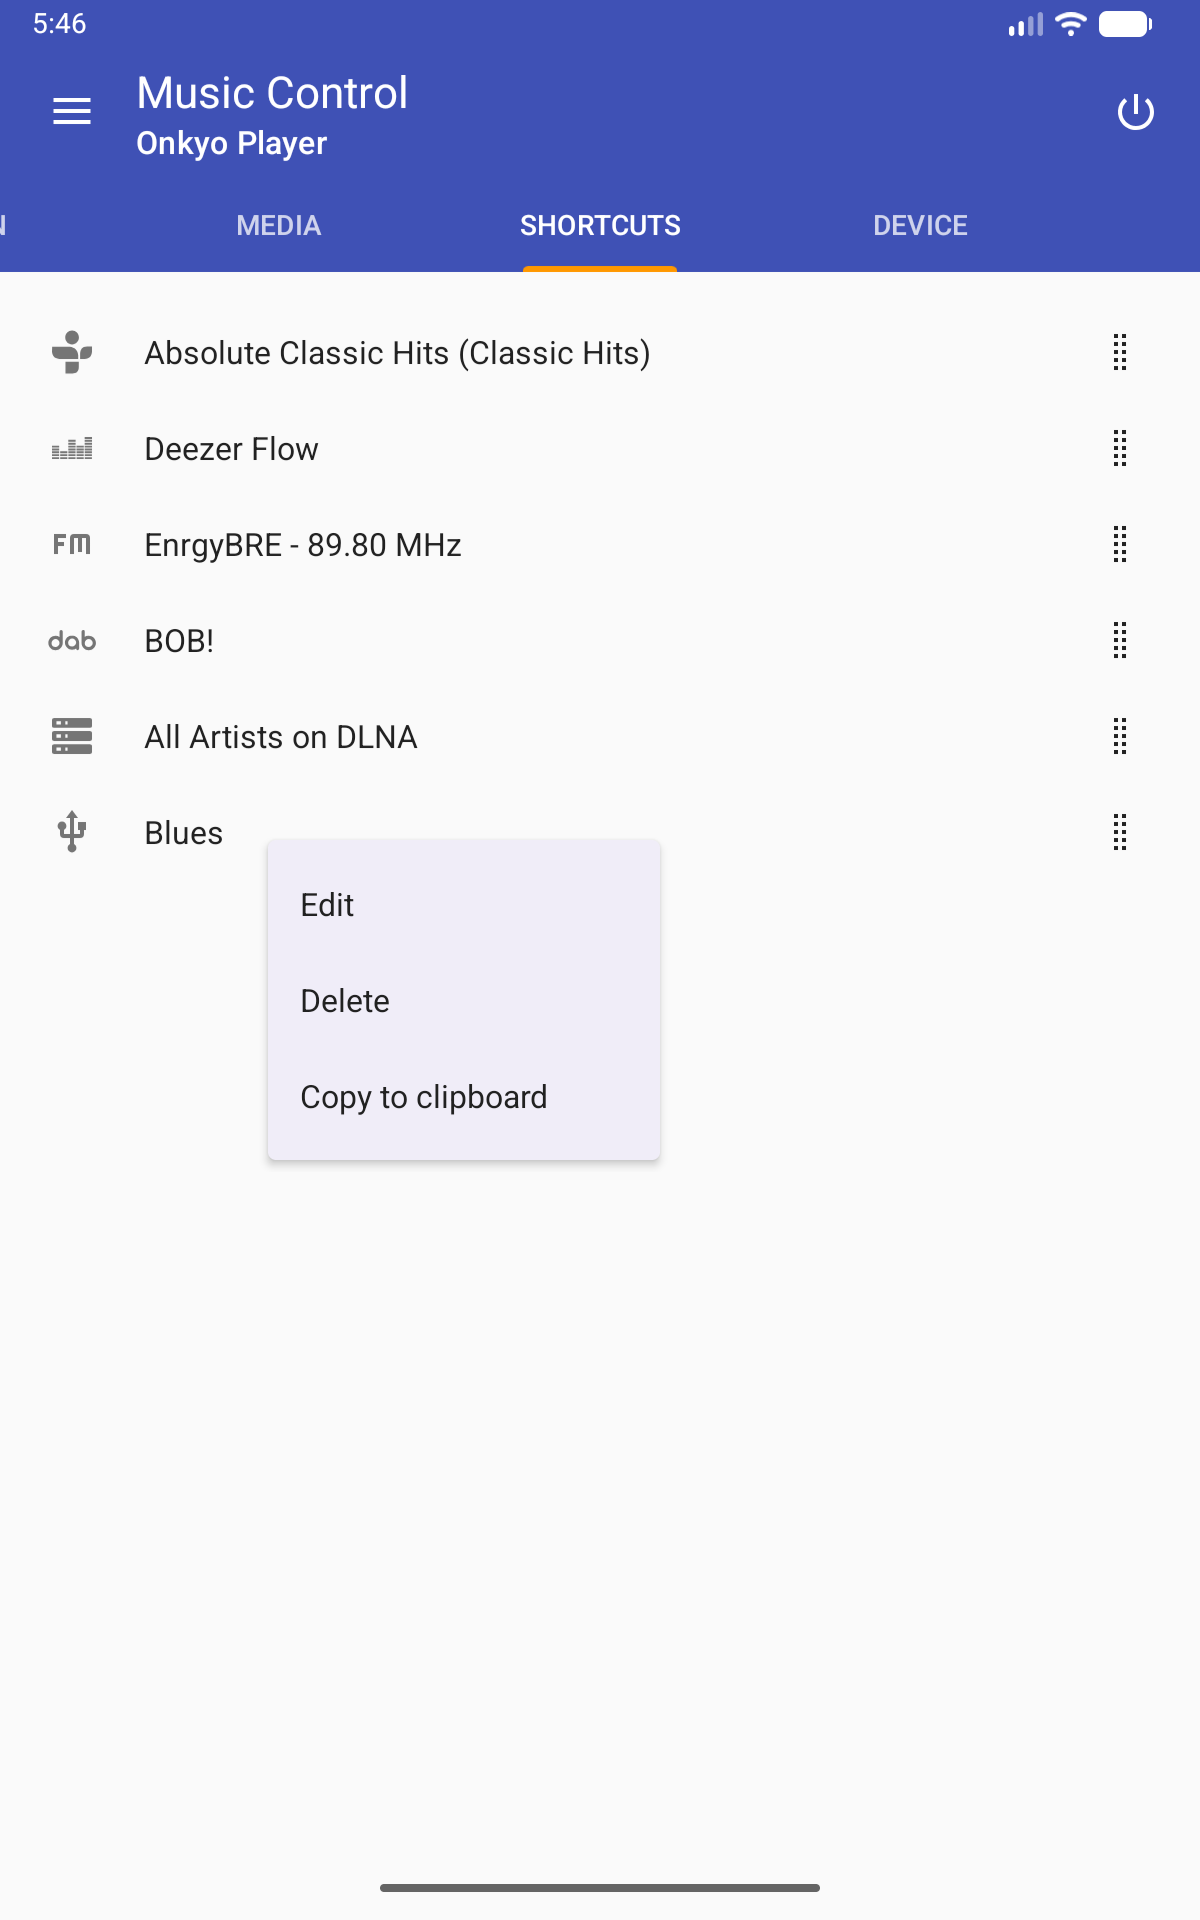 5:46
Music Control
Onkyo Player
N MEDIA SHORTCUTS DEVICE
Absolute Classic Hits (Classic Hits)
Deezer Flow
FM EnrgyBRE - 89.80 MHz
dab BOB!
All Artists on DLNA
Blues
Edit
Delete
Copy to clipboard